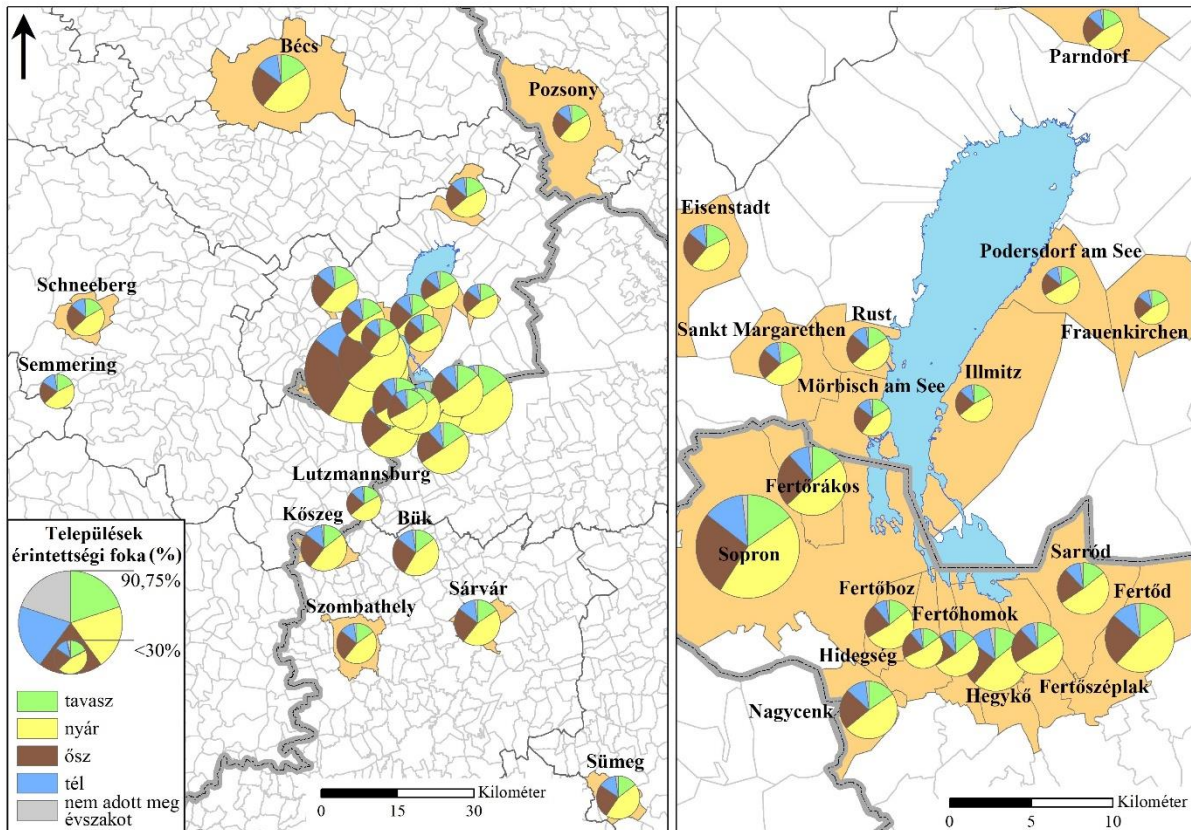 Bécs
Pozsony
Schneeberg
Semmering
Lutzmannsburg
Kőszeg
Bük
Sárvár
Szombathely
Sümeg
Települések
érintettségi foka (%)
90,75%
<30%
tavasz
nyár
ősz
tél
nem adott meg
évszakot
Kilométer
0 15 30
Parndorf
Eisenstadt
Podersdorf am See
Rust
Sankt Margarethen
Frauenkirchen
Mörbisch am See
Illmitz
Fertőrákos
Sopron
Sarród
Fertőboz
Fertőd
Fertőhomok
Hidegség
Hegykő
Fertőszéplak
Nagycenk
Kilométer
0 5 10